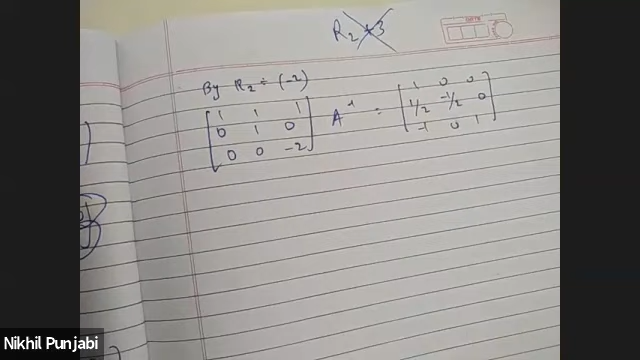 R₂ ÷ 3
DATE
By R₂ ÷ (-2)
[1 1 1] A⁻¹ = [1 0 0]
[0 1 0] [1/2 -1/2 0]
[0 0 -2] [-1 0 1]
Nikhil Punjabi